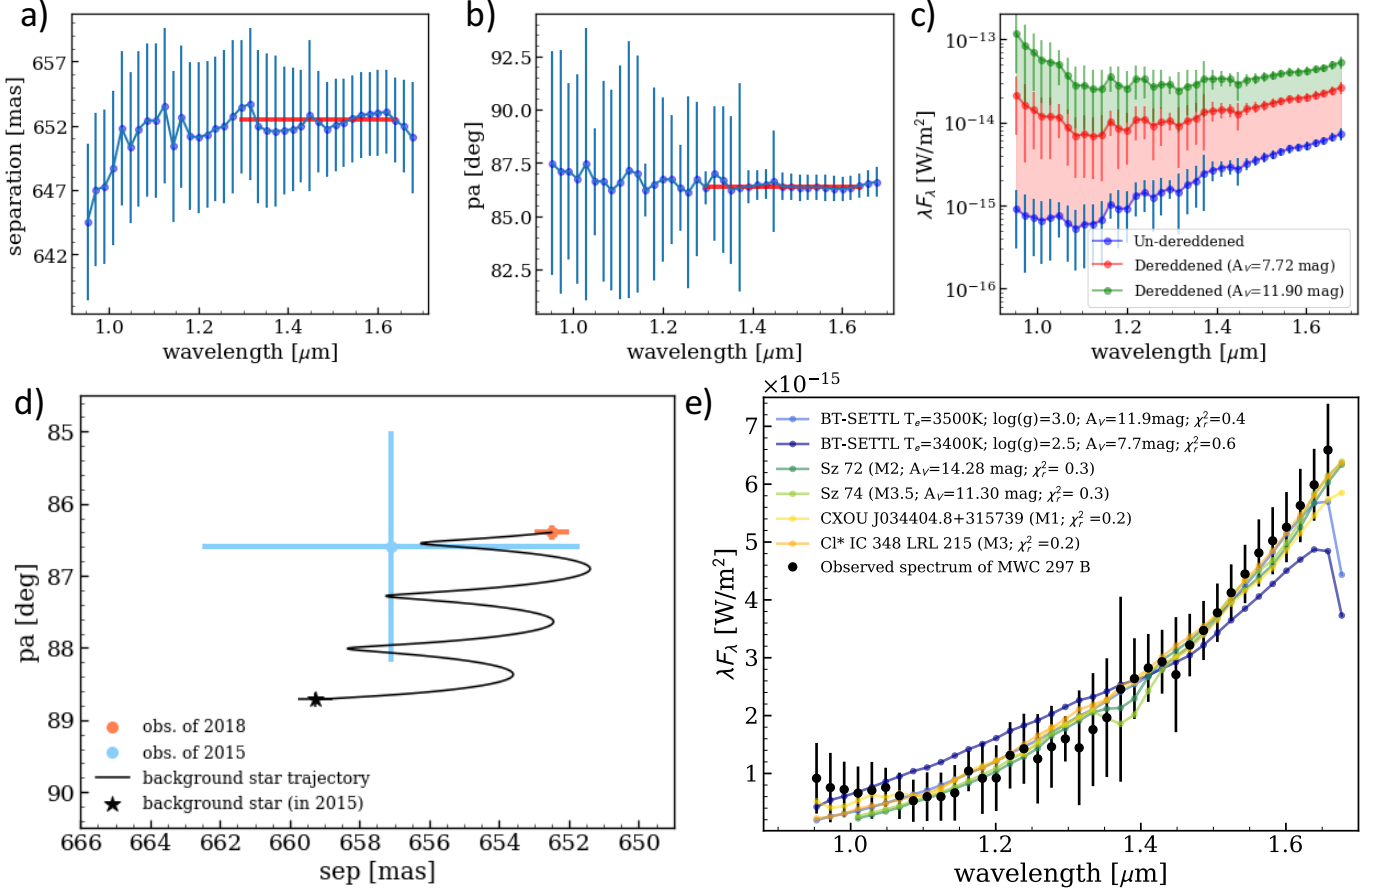 a)
657
652
647
642
separation [mas]
1.0 1.2 1.4 1.6
wavelength [μm]
b)
92.5
90.0
87.5
85.0
82.5
pa [deg]
1.0 1.2 1.4 1.6
wavelength [μm]
c)
10⁻¹³
10⁻¹⁴
10⁻¹⁵
10⁻¹⁶
λF_λ [W/m²]
Un-dereddened
Dereddened (A_V=7.72 mag)
Dereddened (A_V=11.90 mag)
1.0 1.2 1.4 1.6
wavelength [μm]
d)
85
86
87
88
89
90
pa [deg]
obs. of 2018
obs. of 2015
background star trajectory
background star (in 2015)
666 664 662 660 658 656 654 652 650
sep [mas]
e)
×10⁻¹⁵
7
6
5
4
3
2
1
λF_λ [W/m²]
BT-SETTL T_e=3500K; log(g)=3.0; A_V=11.9mag; χ²_r=0.4
BT-SETTL T_e=3400K; log(g)=2.5; A_V=7.7mag; χ²_r=0.6
Sz 72 (M2; A_V=14.28 mag; χ²_r= 0.3)
Sz 74 (M3.5; A_V=11.30 mag; χ²_r= 0.3)
CXOU J034404.8+315739 (M1; χ²_r =0.2)
Cl* IC 348 LRL 215 (M3; χ²_r =0.2)
Observed spectrum of MWC 297 B
1.0 1.2 1.4 1.6
wavelength [μm]